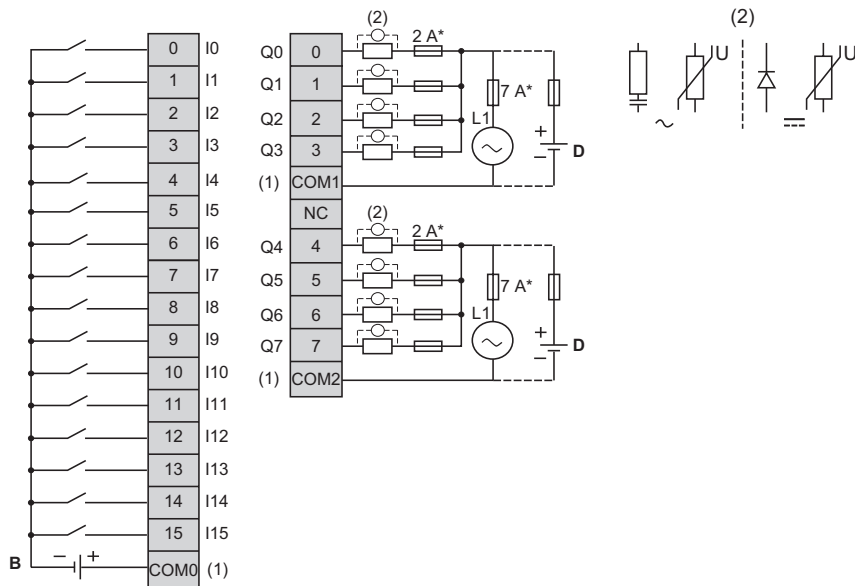 0 I0
1 I1
2 I2
3 I3
4 I4
5 I5
6 I6
7 I7
8 I8
9 I9
10 I10
11 I11
12 I12
13 I13
14 I14
15 I15
B − + COM0 (1)
(2)
Q0 0 2 A*
Q1 1
7 A*
Q2 2
L1
Q3 3
+
− D
(1) COM1
NC
(2)
Q4 4 2 A*
Q5 5
7 A*
Q6 6
L1
Q7 7
+
− D
(1) COM2
(2)
U U